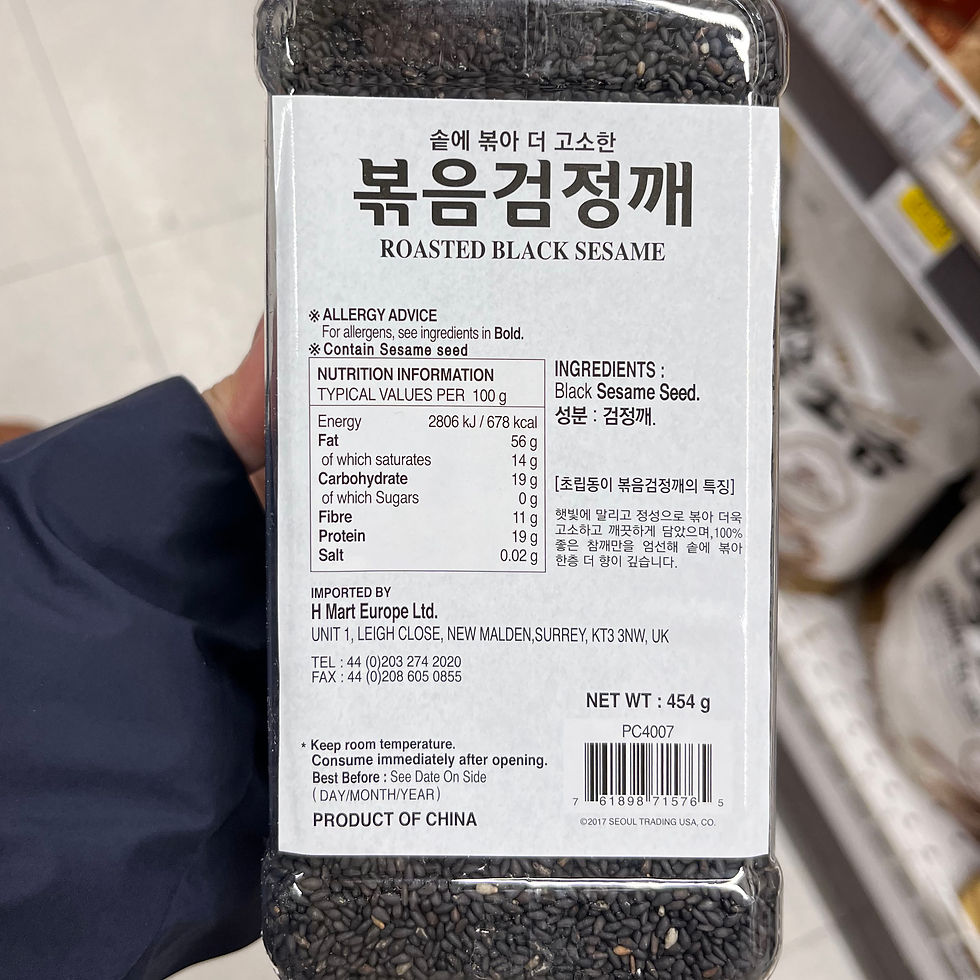 솥에 볶아 더 고소한
볶음검정깨
ROASTED BLACK SESAME
※ ALLERGY ADVICE
For allergens, see ingredients in Bold.
※ Contain Sesame seed
NUTRITION INFORMATION
TYPICAL VALUES PER 100 g
Energy 2806 kJ / 678 kcal
Fat 56 g
of which saturates 14 g
Carbohydrate 19 g
of which Sugars 0 g
Fibre 11 g
Protein 19 g
Salt 0.02 g
INGREDIENTS :
Black Sesame Seed.
성분 : 검정깨.
[초립동이 볶음검정깨의 특징]
햇빛에 말리고 정성으로 볶아 더욱
고소하고 깨끗하게 담았으며,100%
좋은 참깨만을 엄선해 솥에 볶아
한층 더 향이 깊습니다.
IMPORTED BY
H Mart Europe Ltd.
UNIT 1, LEIGH CLOSE, NEW MALDEN,SURREY, KT3 3NW, UK
TEL : 44 (0)203 274 2020
FAX : 44 (0)208 605 0855
NET WT : 454 g
PC4007
7 61898 71576 5
©2017 SEOUL TRADING USA, CO.
* Keep room temperature.
Consume immediately after opening.
Best Before : See Date On Side
( DAY/MONTH/YEAR )
PRODUCT OF CHINA